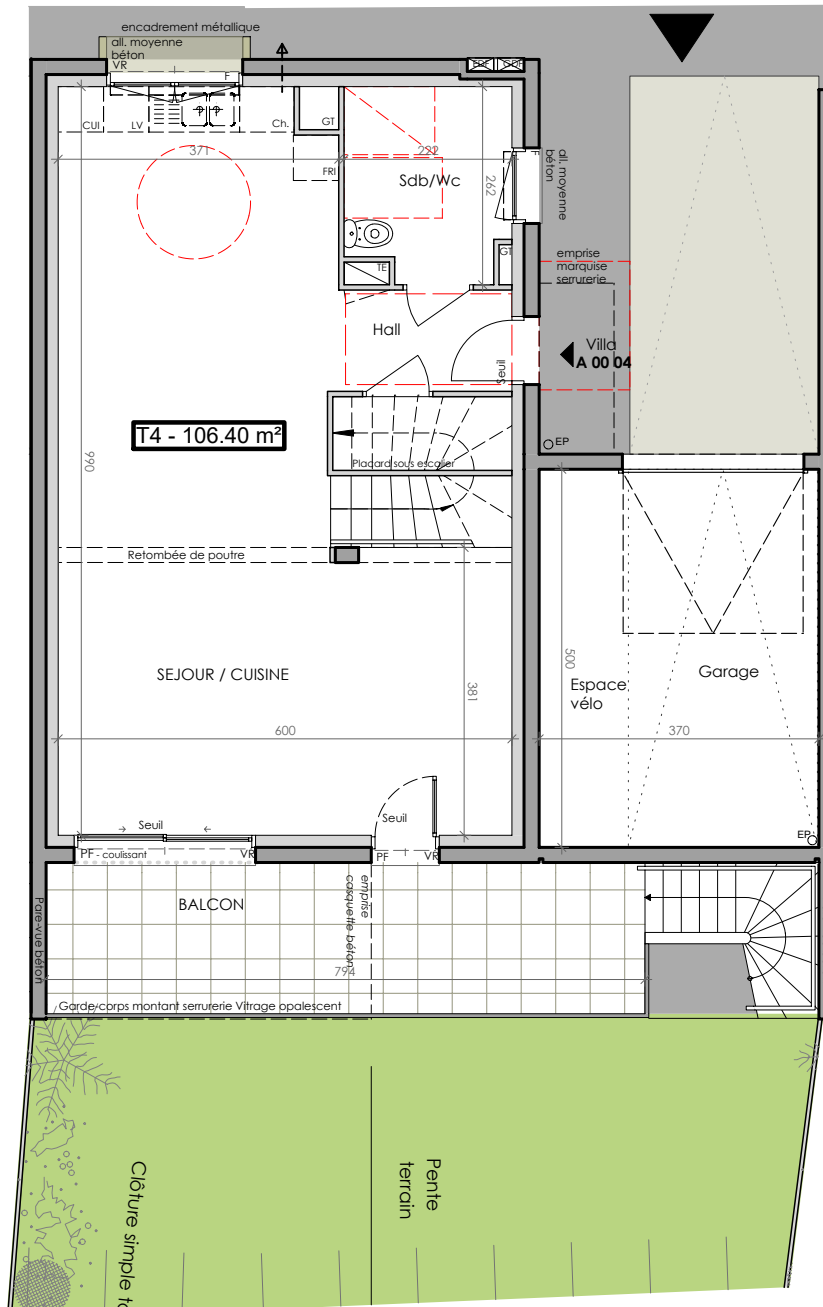 encadrement métallique
all. moyenne
béton
VR
F
EDF
GDF
CUI
LV
Ch.
GT
FRI
371
222
262
Sdb/Wc
F
all. moyenne
béton
TE
GT
emprise
marquise
serrurerie
Hall
Seuil
Villa
A 00 04
EP
T4 - 106.40 m²
990
Placard sous escalier
Retombée de poutre
SEJOUR / CUISINE
381
600
500
Espace
vélo
Garage
370
EP
Seuil
Seuil
PF - coulissant
VR
PF
VR
BALCON
emprise
casquette béton
Pare-vue béton
794
Garde-corps montant serrurerie Vitrage opalescent
Clôture simple to
Pente
terrain